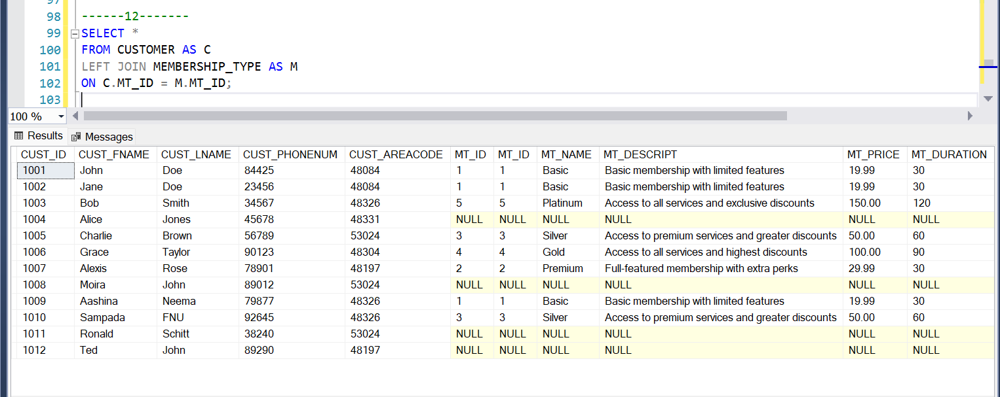 97
98 ------12-------
99 SELECT *
100 FROM CUSTOMER AS C
101 LEFT JOIN MEMBERSHIP_TYPE AS M
102 ON C.MT_ID = M.MT_ID;
103
100 %
Results Messages
CUST_ID CUST_FNAME CUST_LNAME CUST_PHONENUM CUST_AREACODE MT_ID MT_ID MT_NAME MT_DESCRIPT MT_PRICE MT_DURATION
1001 John Doe 84425 48084 1 1 Basic Basic membership with limited features 19.99 30
1002 Jane Doe 23456 48084 1 1 Basic Basic membership with limited features 19.99 30
1003 Bob Smith 34567 48326 5 5 Platinum Access to all services and exclusive discounts 150.00 120
1004 Alice Jones 45678 48331 NULL NULL NULL NULL NULL NULL
1005 Charlie Brown 56789 53024 3 3 Silver Access to premium services and greater discounts 50.00 60
1006 Grace Taylor 90123 48304 4 4 Gold Access to all services and highest discounts 100.00 90
1007 Alexis Rose 78901 48197 2 2 Premium Full-featured membership with extra perks 29.99 30
1008 Moira John 89012 53024 NULL NULL NULL NULL NULL NULL
1009 Aashina Neema 79877 48326 1 1 Basic Basic membership with limited features 19.99 30
1010 Sampada FNU 92645 48326 3 3 Silver Access to premium services and greater discounts 50.00 60
1011 Ronald Schitt 38240 53024 NULL NULL NULL NULL NULL NULL
1012 Ted John 89290 48197 NULL NULL NULL NULL NULL NULL